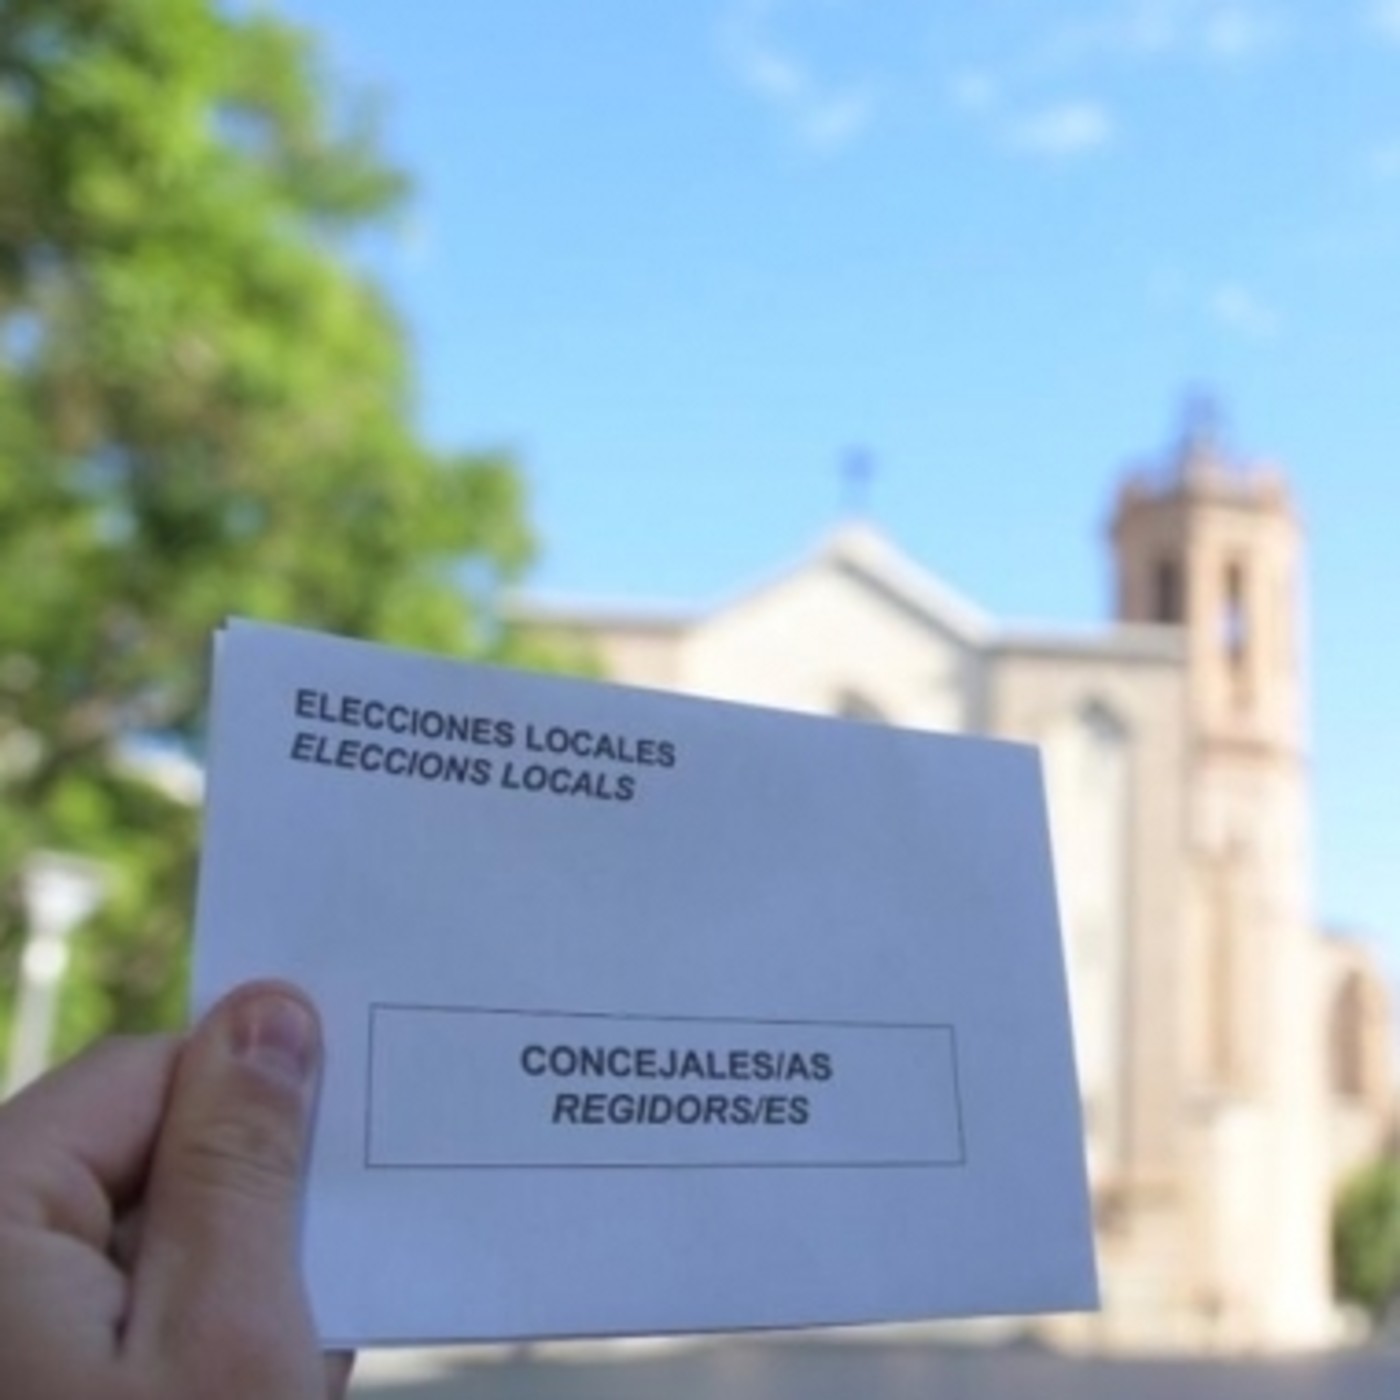 ELECCIONES LOCALES
ELECCIONS LOCALS
CONCEJALES/AS
REGIDORS/ES